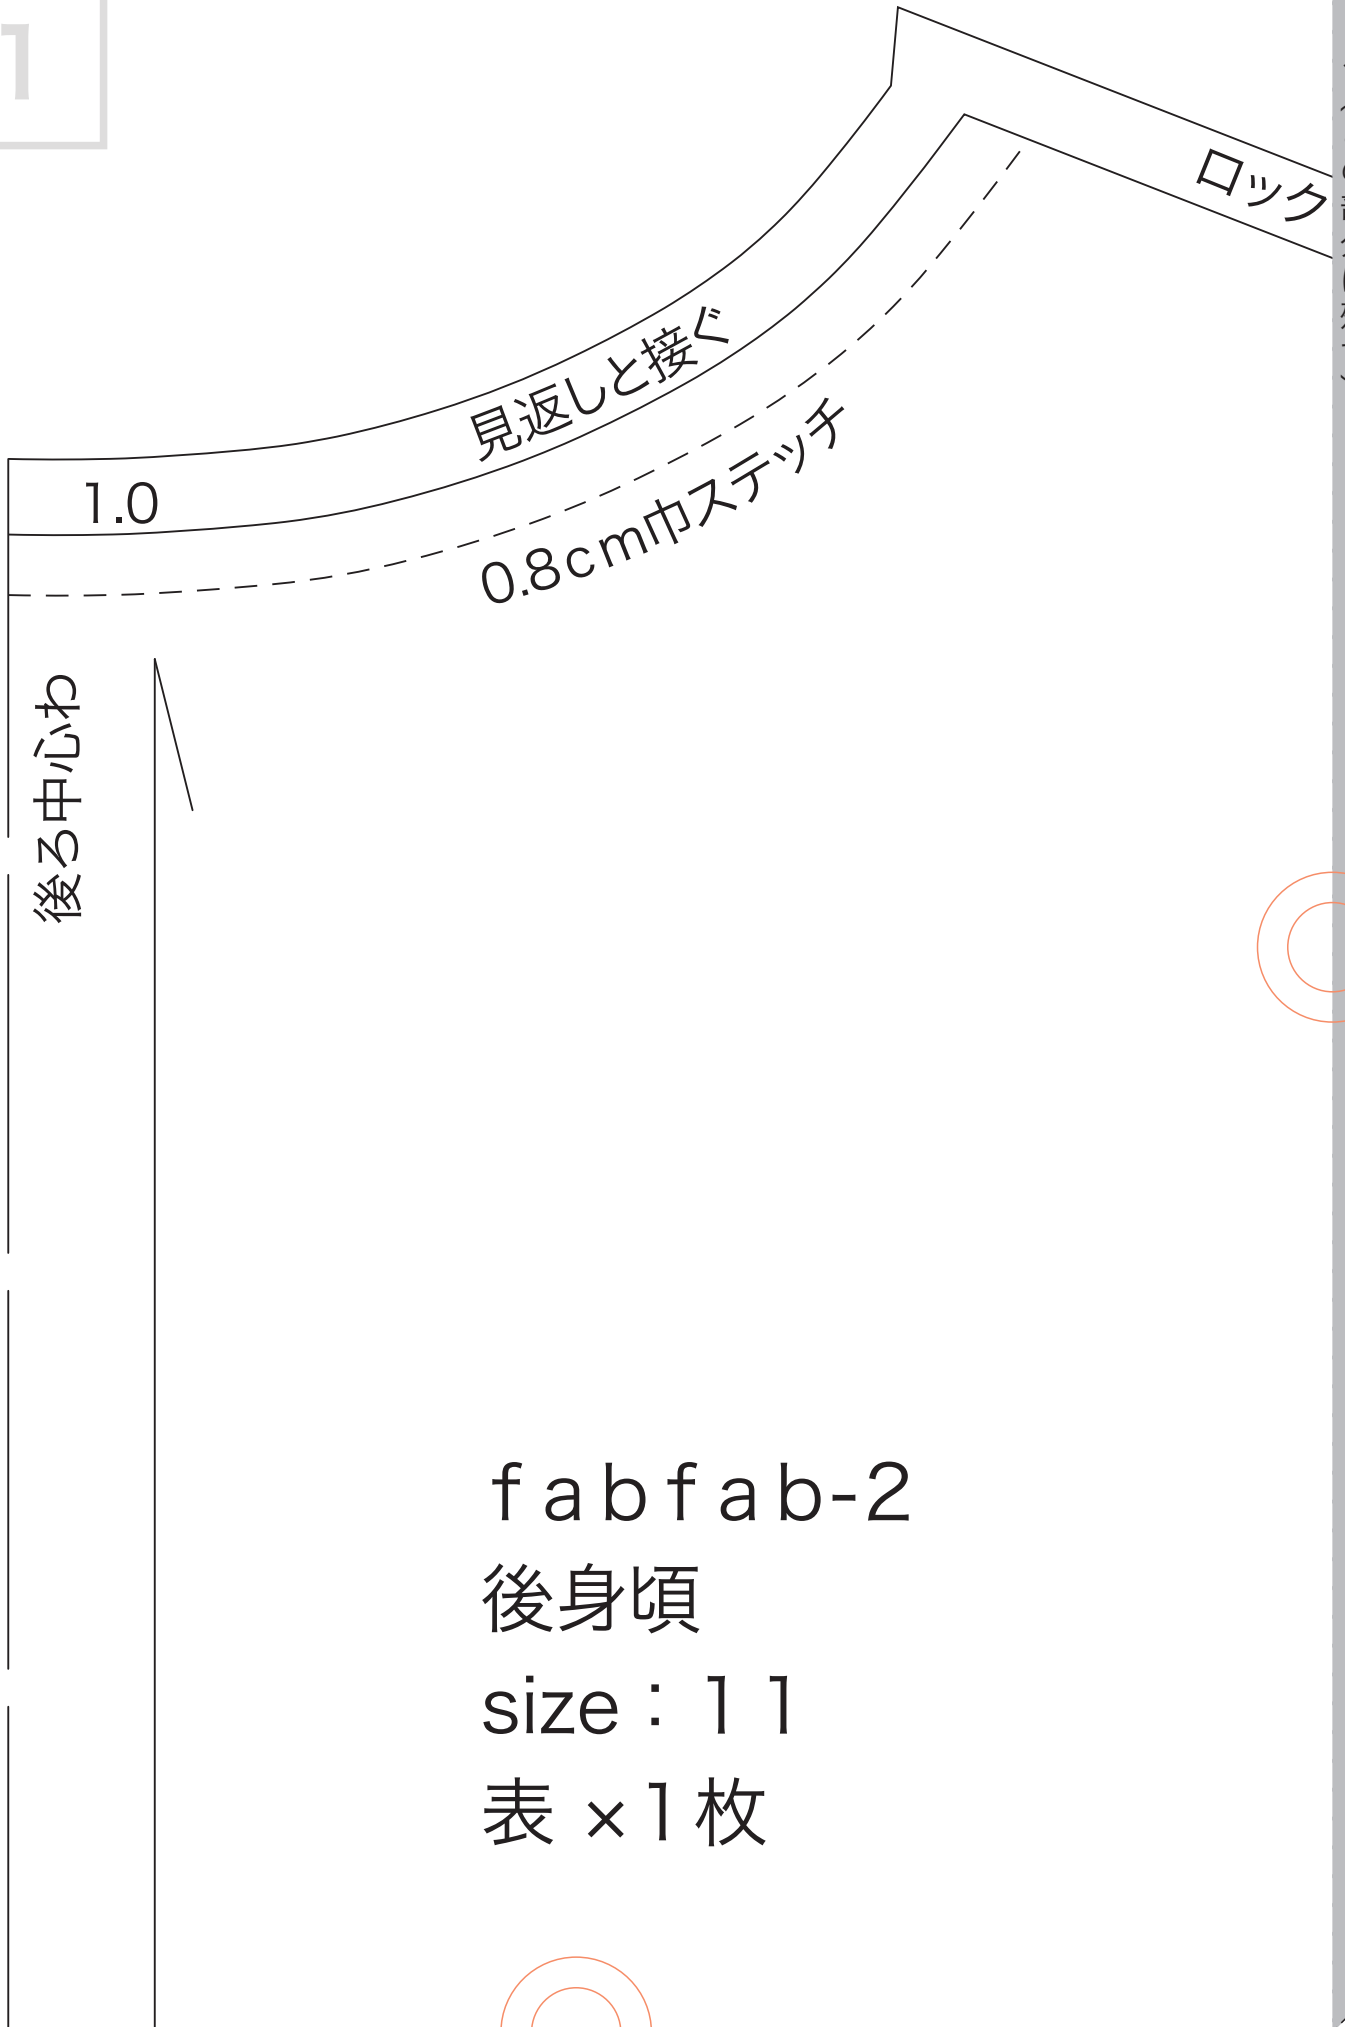 1
ロック
見返しと接ぐ
1.0
0.8cm巾ステッチ
後ろ中心わ
fabfab-2
後身頃
size：11
表 ×1枚